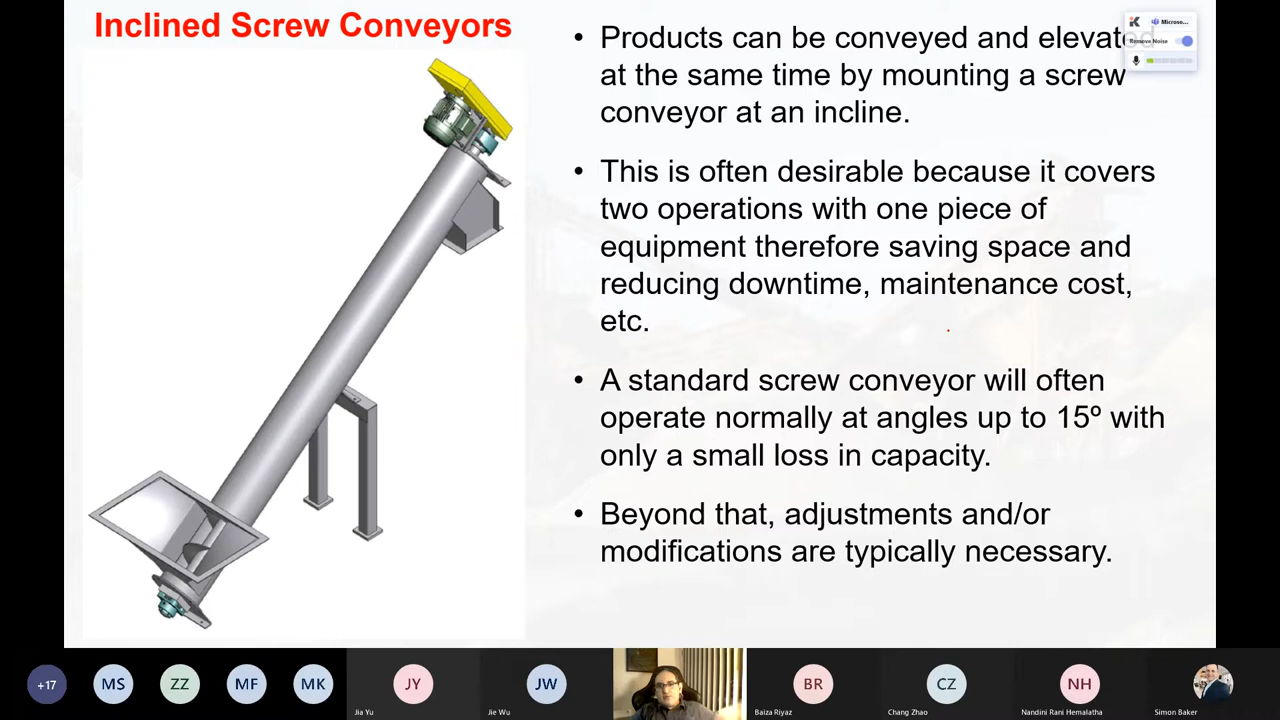 Inclined Screw Conveyors
• Products can be conveyed and elevated
at the same time by mounting a screw
conveyor at an incline.
• This is often desirable because it covers
two operations with one piece of
equipment therefore saving space and
reducing downtime, maintenance cost,
etc.
• A standard screw conveyor will often
operate normally at angles up to 15º with
only a small loss in capacity.
• Beyond that, adjustments and/or
modifications are typically necessary.
Microso...
Remove Noise
+17
MS
ZZ
MF
MK
JY
JW
BR
CZ
NH
Jia Yu
Jie Wu
Baiza Riyaz
Chang Zhao
Nandini Rani Hemalatha
Simon Baker